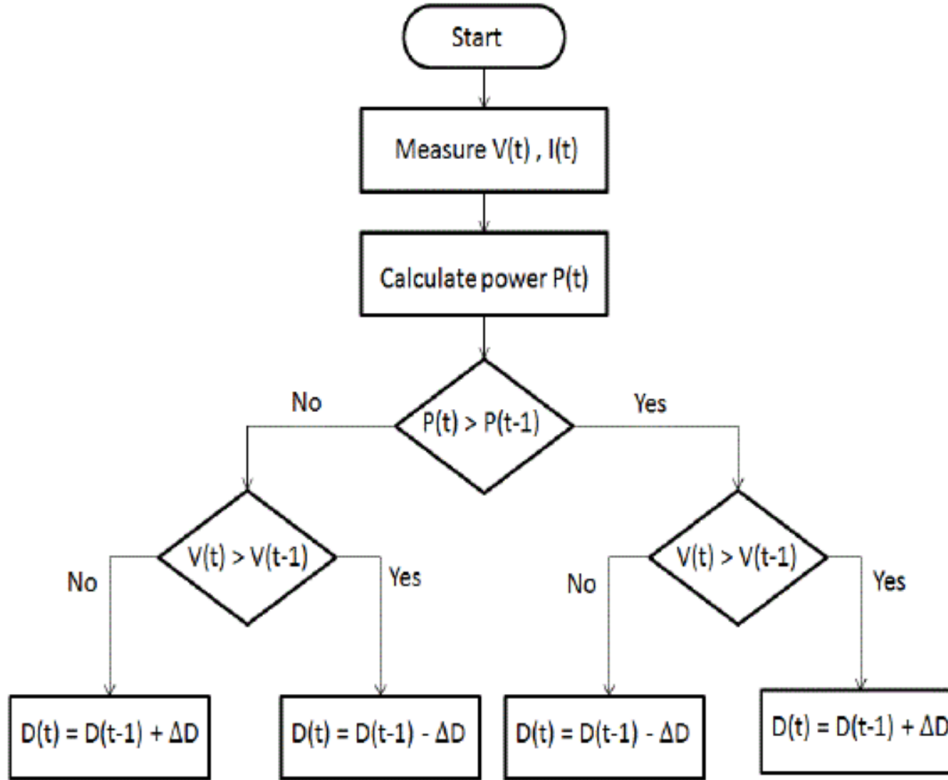 Start
Measure V(t) , I(t)
Calculate power P(t)
No
Yes
P(t) > P(t-1)
V(t) > V(t-1)
V(t) > V(t-1)
No
Yes
No
Yes
D(t) = D(t-1) + ΔD
D(t) = D(t-1) - ΔD
D(t) = D(t-1) - ΔD
D(t) = D(t-1) + ΔD